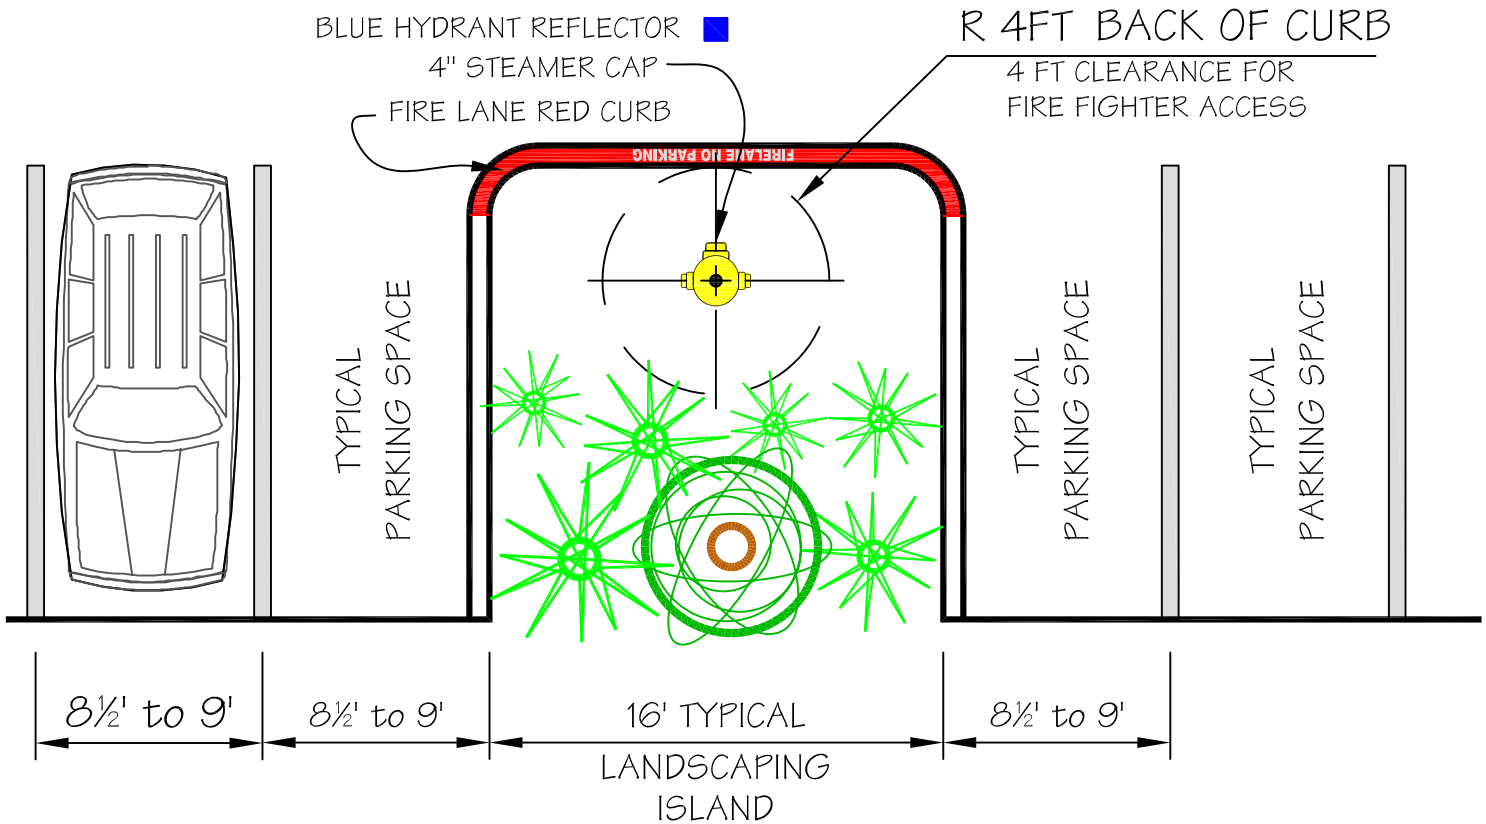 BLUE HYDRANT REFLECTOR
4" STEAMER CAP
FIRE LANE RED CURB
R 4FT BACK OF CURB
4 FT CLEARANCE FOR
FIRE FIGHTER ACCESS
FIRELANE NO PARKING
TYPICAL
PARKING SPACE
TYPICAL
PARKING SPACE
TYPICAL
PARKING SPACE
8½' to 9'
8½' to 9'
16' TYPICAL
8½' to 9'
LANDSCAPING
ISLAND